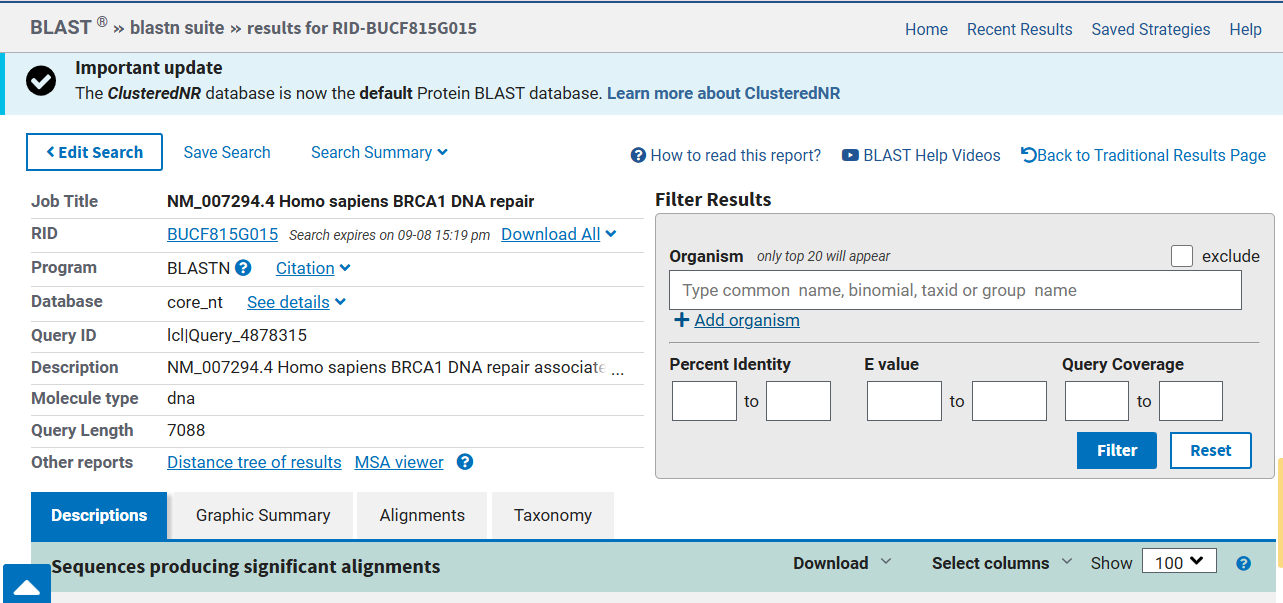 BLAST ® » blastn suite » results for RID-BUCF815G015
Home Recent Results Saved Strategies Help
Important update
The ClusteredNR database is now the default Protein BLAST database. Learn more about ClusteredNR
Edit Search Save Search Search Summary
How to read this report? BLAST Help Videos Back to Traditional Results Page
Job Title NM_007294.4 Homo sapiens BRCA1 DNA repair
RID BUCF815G015 Search expires on 09-08 15:19 pm Download All
Program BLASTN ? Citation
Database core_nt See details
Query ID lcl|Query_4878315
Description NM_007294.4 Homo sapiens BRCA1 DNA repair associate ...
Molecule type dna
Query Length 7088
Other reports Distance tree of results MSA viewer ?
Filter Results
Organism only top 20 will appear exclude
Type common name, binomial, taxid or group name
+ Add organism
Percent Identity E value Query Coverage
to to to
Filter Reset
Descriptions Graphic Summary Alignments Taxonomy
Sequences producing significant alignments Download Select columns Show 100 ?